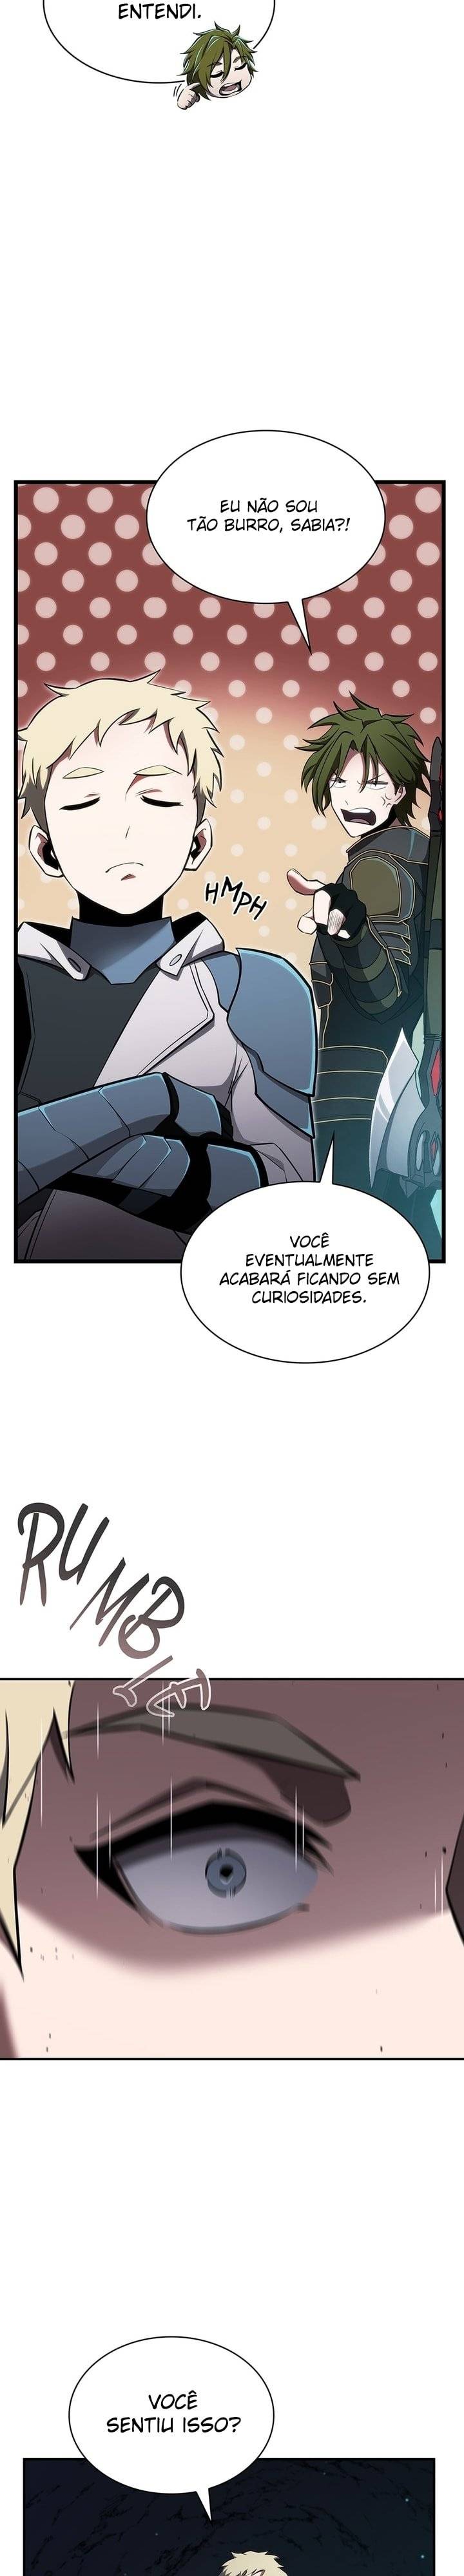 ENTENDI.
EU NÃO SOU
TÃO BURRO, SABIA?!
HMPH
VOCÊ
EVENTUALMENTE
ACABARÁ FICANDO SEM
CURIOSIDADES.
RUMBLE
VOCÊ
SENTIU ISSO?